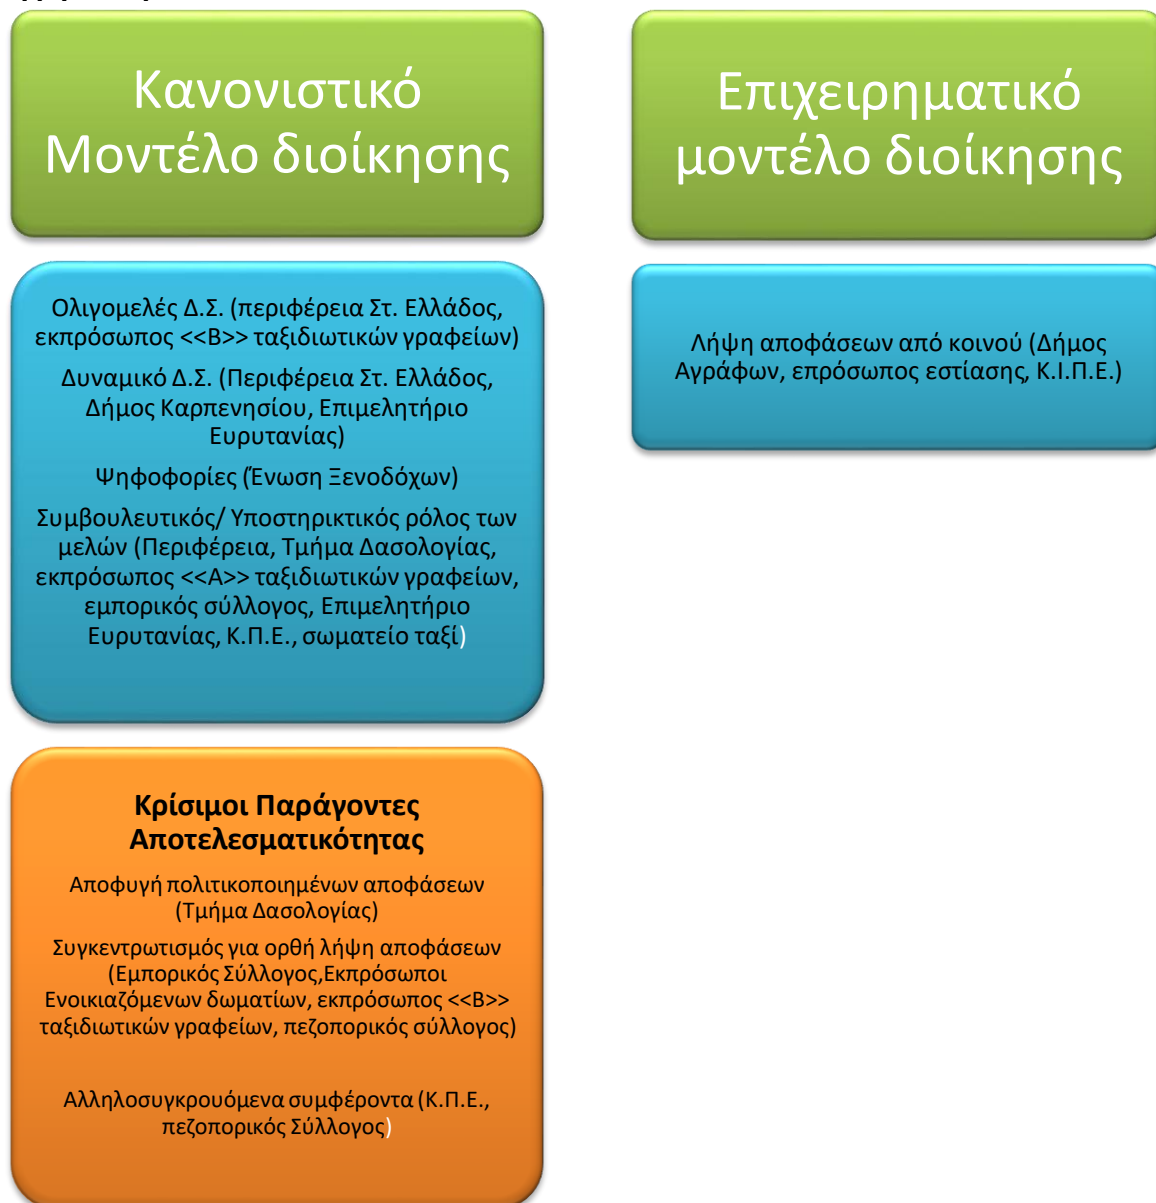 Κανονιστικό
Μοντέλο διοίκησης
Ολιγομελές Δ.Σ. (περιφέρεια Στ. Ελλάδος,
εκπρόσωπος <<Β>> ταξιδιωτικών γραφείων)
Δυναμικό Δ.Σ. (Περιφέρεια Στ. Ελλάδος,
Δήμος Καρπενησίου, Επιμελητήριο
Ευρυτανίας)
Ψηφοφορίες (Ένωση Ξενοδόχων)
Συμβουλευτικός/ Υποστηρικτικός ρόλος των
μελών (Περιφέρεια, Τμήμα Δασολογίας,
εκπρόσωπος <<Α>> ταξιδιωτικών γραφείων,
εμπορικός σύλλογος, Επιμελητήριο
Ευρυτανίας, Κ.Π.Ε., σωματείο ταξί)
Κρίσιμοι Παράγοντες
Αποτελεσματικότητας
Αποφυγή πολιτικοποιημένων αποφάσεων
(Τμήμα Δασολογίας)
Συγκεντρωτισμός για ορθή λήψη αποφάσεων
(Εμπορικός Σύλλογος,Εκπρόσωποι
Ενοικιαζόμενων δωματίων, εκπρόσωπος <<Β>>
ταξιδιωτικών γραφείων, πεζοπορικός σύλλογος)
Αλληλοσυγκρουόμενα συμφέροντα (Κ.Π.Ε.,
πεζοπορικός Σύλλογος)
Επιχειρηματικό
μοντέλο διοίκησης
Λήψη αποφάσεων από κοινού (Δήμος
Αγράφων, επρόσωπος εστίασης, Κ.Ι.Π.Ε.)